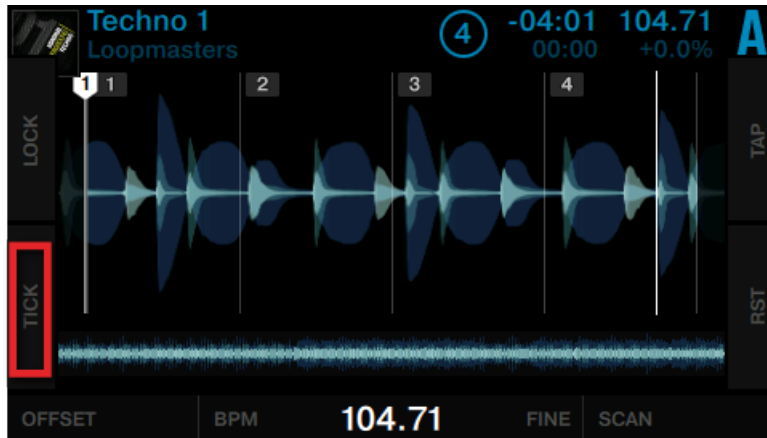 Techno 1
Loopmasters
4
-04:01 104.71
00:00 +0.0%
A
LOCK
TAP
1 1 2 3 4
TICK
RST
OFFSET BPM 104.71 FINE SCAN